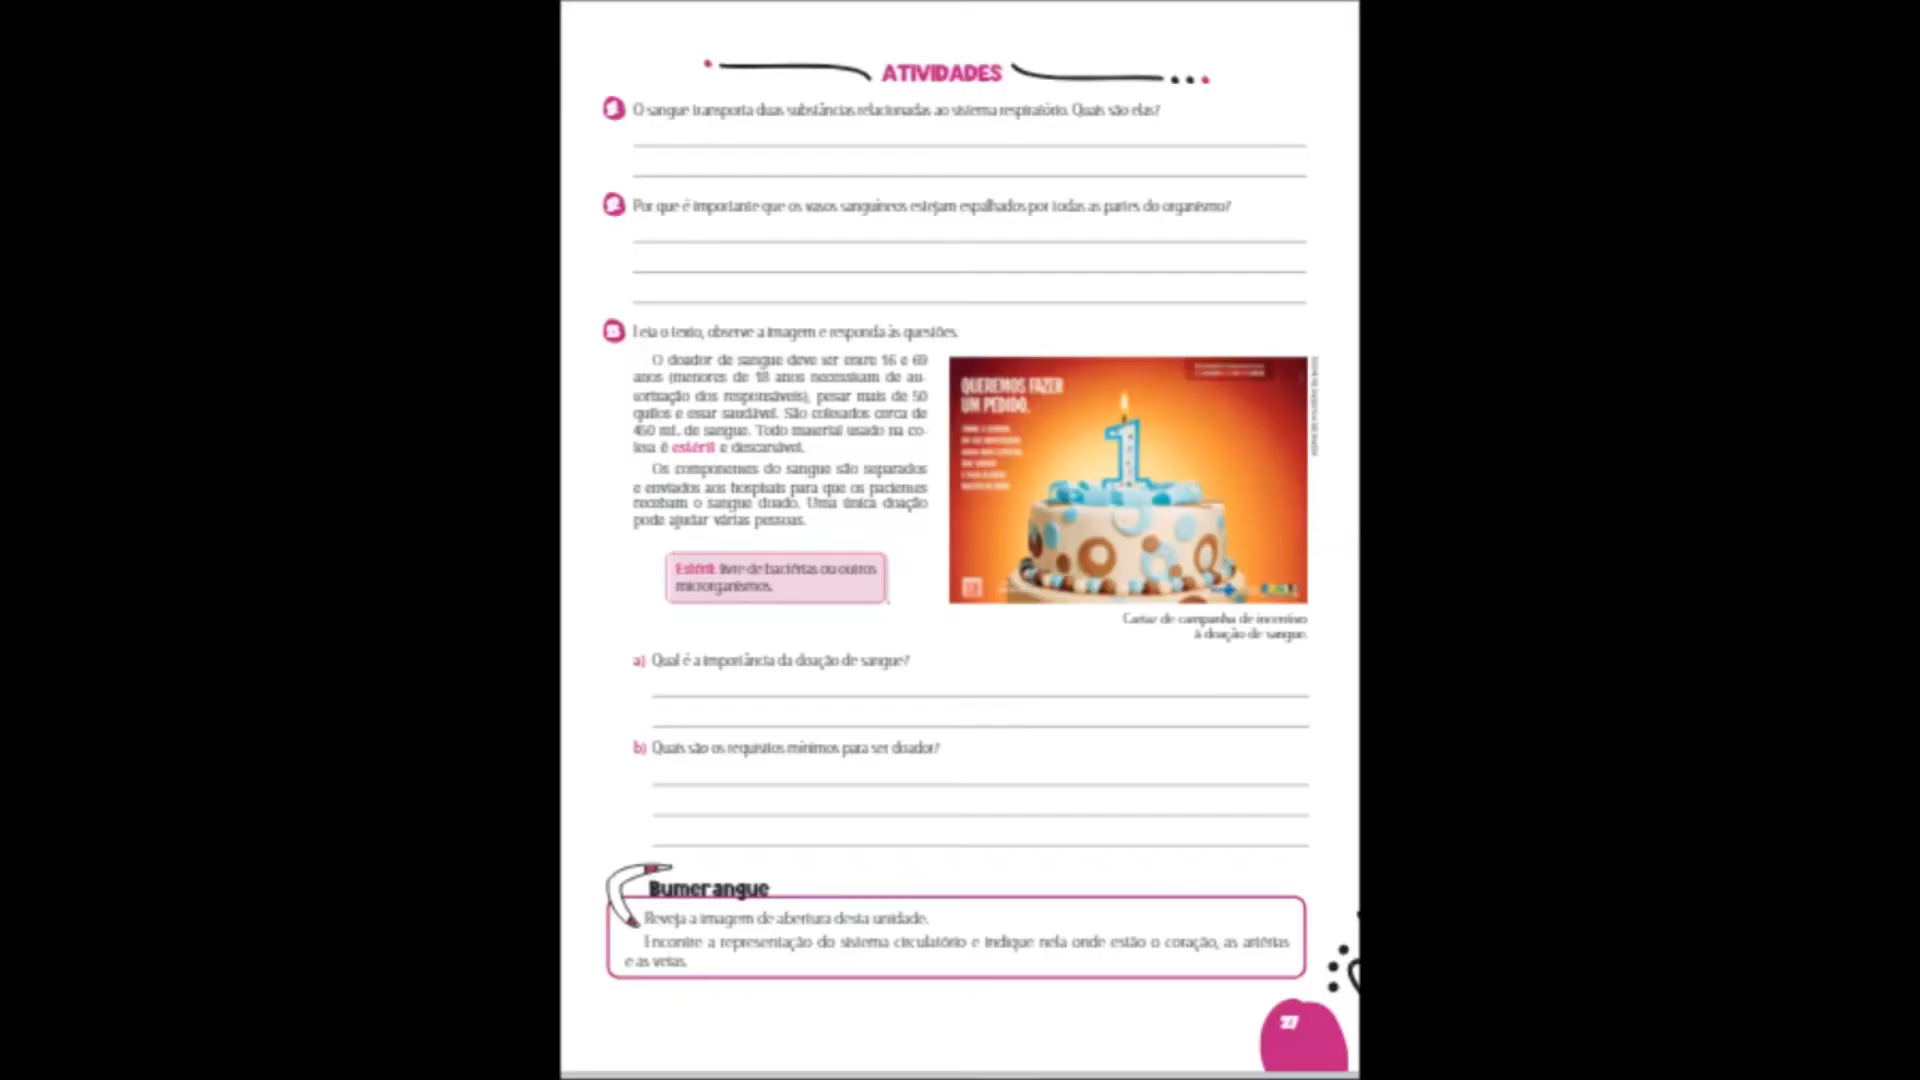 ATIVIDADES
1 O sangue transporta duas substâncias relacionadas ao sistema respiratório. Quais são elas?
2 Por que é importante que os vasos sanguíneos estejam espalhados por todas as partes do organismo?
3 Leia o texto, observe a imagem e responda às questões.
O doador de sangue deve ser entre 16 e 69
anos (menores de 18 anos necessitam de au-
torização dos responsáveis), pesar mais de 50
quilos e estar saudável. São coletados cerca de
450 mL de sangue. Todo material usado na co-
leta é estéril e descartável.
Os componentes do sangue são separados
e enviados aos hospitais para que os pacientes
recebam o sangue doado. Uma única doação
pode ajudar várias pessoas.
Estéril: livre de bactérias ou outros
microrganismos.
QUEREMOS FAZER
UM PEDIDO.
1
Cartaz de campanha de incentivo
à doação de sangue.
a) Qual é a importância da doação de sangue?
b) Quais são os requisitos mínimos para ser doador?
Bumerangue
Reveja a imagem de abertura desta unidade.
Encontre a representação do sistema circulatório e indique nela onde estão o coração, as artérias
e as veias.
27